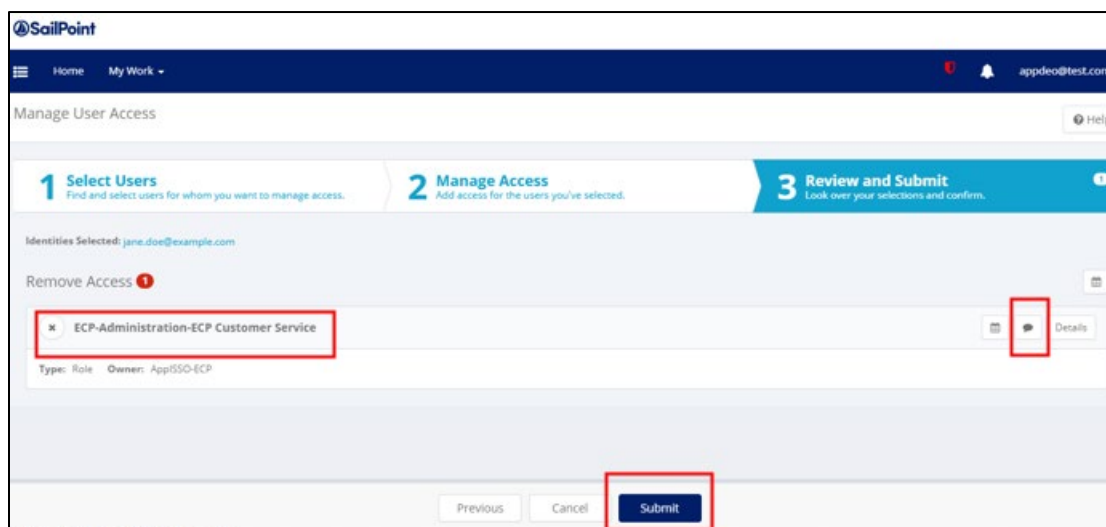 SailPoint
Home My Work
appdeo@test.com
Manage User Access
Help
1 Select Users
Find and select users for whom you want to manage access.
2 Manage Access
Add access for the users you've selected.
3 Review and Submit
Look over your selections and confirm.
1
Identities Selected: jane.doe@example.com
Remove Access 1
ECP-Administration-ECP Customer Service
Details
Type: Role Owner: AppISSO-ECP
Previous Cancel Submit